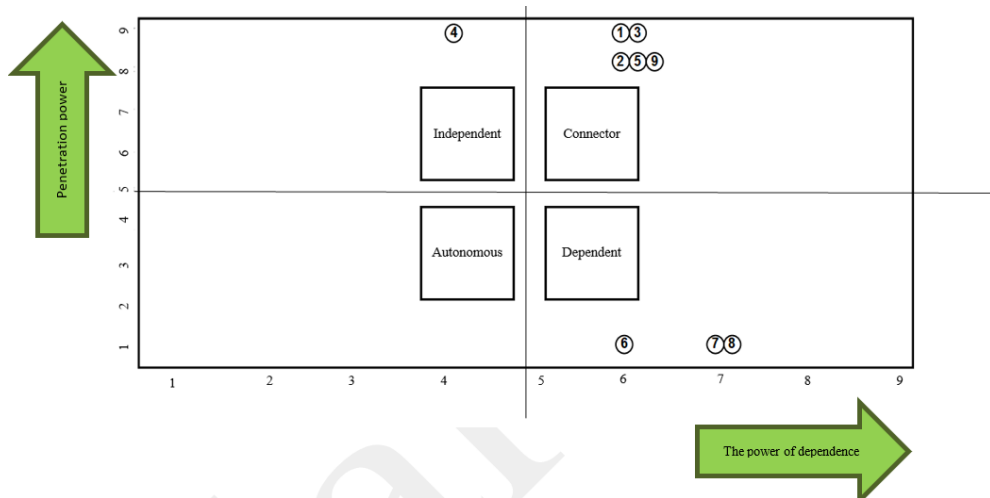 Penetration power
9
8
7
6
5
4
3
2
1
4
1 3
2 5 9
Independent
Connector
Autonomous
Dependent
6
7 8
1 2 3 4 5 6 7 8 9
The power of dependence